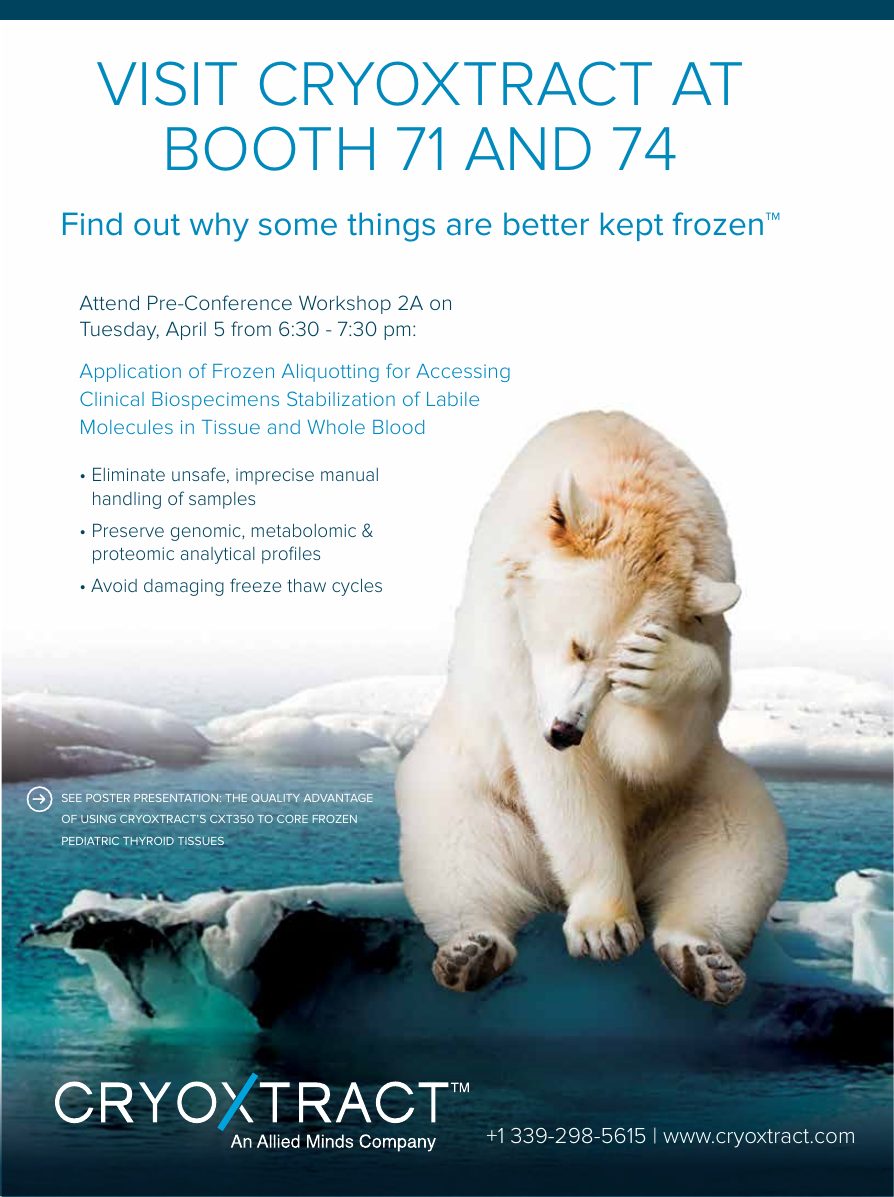 VISIT CRYOXTRACT AT
BOOTH 71 AND 74
Find out why some things are better kept frozen™
Attend Pre-Conference Workshop 2A on
Tuesday, April 5 from 6:30 - 7:30 pm:
Application of Frozen Aliquotting for Accessing
Clinical Biospecimens Stabilization of Labile
Molecules in Tissue and Whole Blood
• Eliminate unsafe, imprecise manual
handling of samples
• Preserve genomic, metabolomic &
proteomic analytical profiles
• Avoid damaging freeze thaw cycles
SEE POSTER PRESENTATION: THE QUALITY ADVANTAGE
OF USING CRYOXTRACT'S CXT350 TO CORE FROZEN
PEDIATRIC THYROID TISSUES
CRYOXTRACT™
An Allied Minds Company
+1 339-298-5615 | www.cryoxtract.com